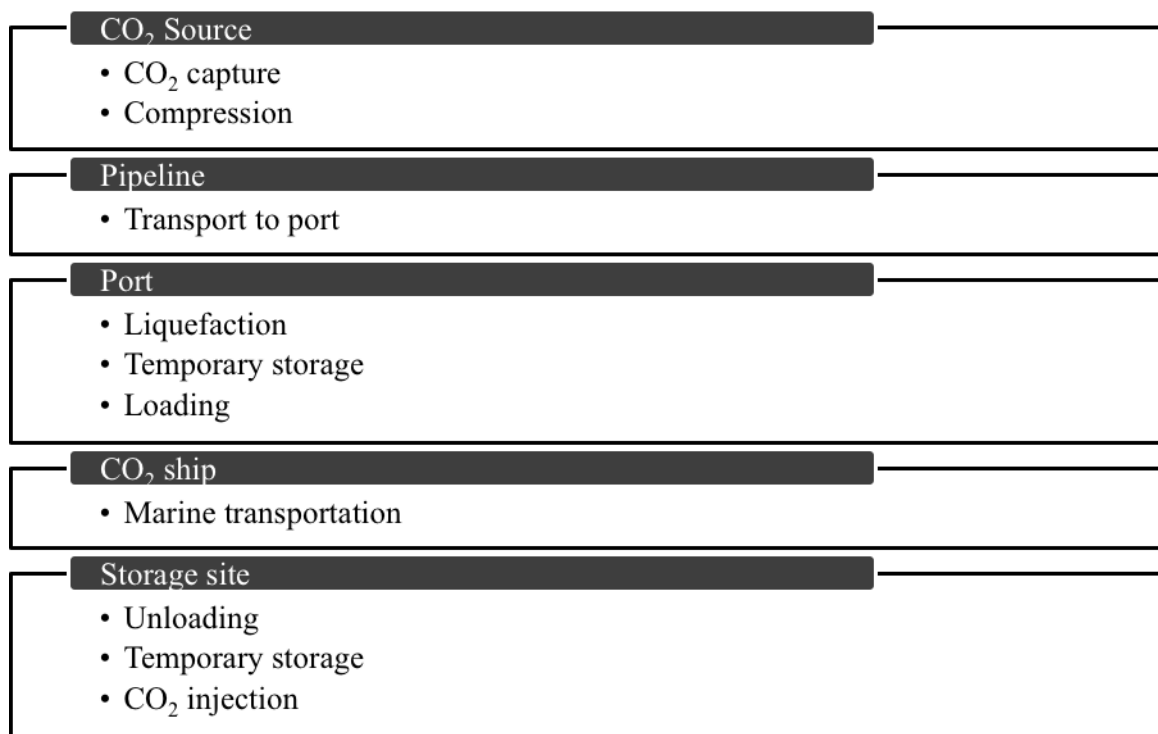 CO₂ Source
• CO₂ capture
• Compression
Pipeline
• Transport to port
Port
• Liquefaction
• Temporary storage
• Loading
CO₂ ship
• Marine transportation
Storage site
• Unloading
• Temporary storage
• CO₂ injection